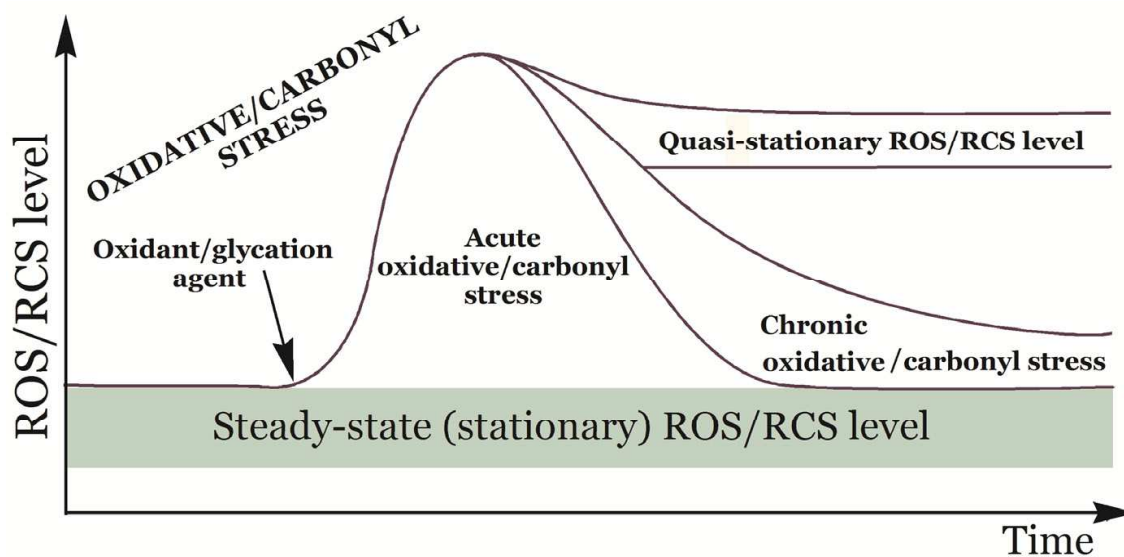 OXIDATIVE/CARBONYL
STRESS
ROS/RCS level
Oxidant/glycation
agent
Acute
oxidative/carbonyl
stress
Quasi-stationary ROS/RCS level
Chronic
oxidative/carbonyl stress
Steady-state (stationary) ROS/RCS level
Time